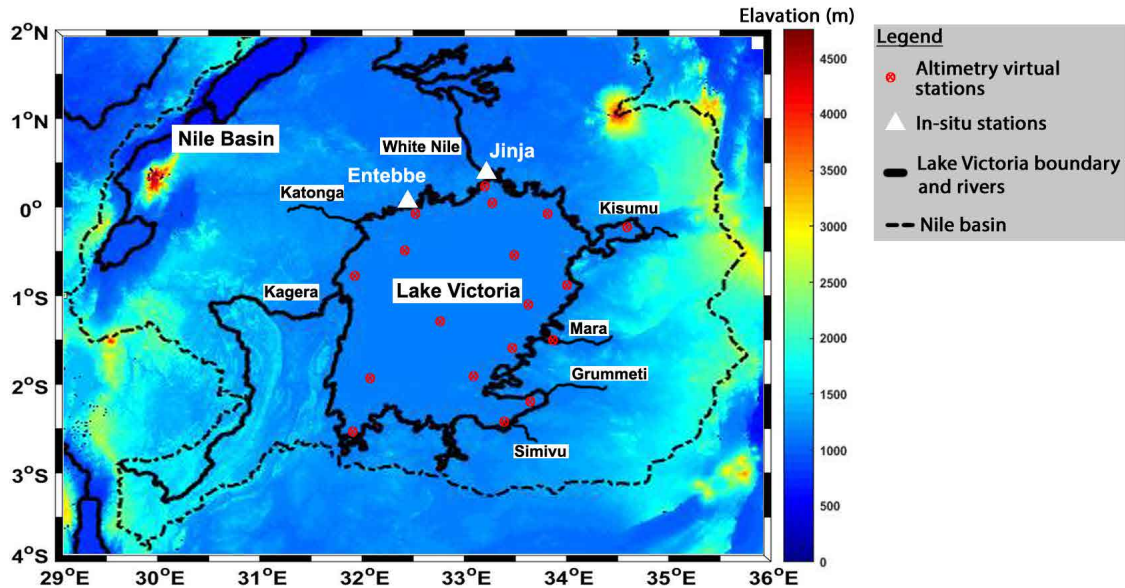 Elavation (m)
2°N
1°N
0°
1°S
2°S
3°S
4°S
29°E
30°E
31°E
32°E
33°E
34°E
35°E
36°E
Nile Basin
White Nile
Jinja
Entebbe
Katonga
Kisumu
Kagera
Lake Victoria
Mara
Grummeti
Simivu
4500
4000
3500
3000
2500
2000
1500
1000
500
0
Legend
Altimetry virtual
stations
In-situ stations
Lake Victoria boundary
and rivers
Nile basin